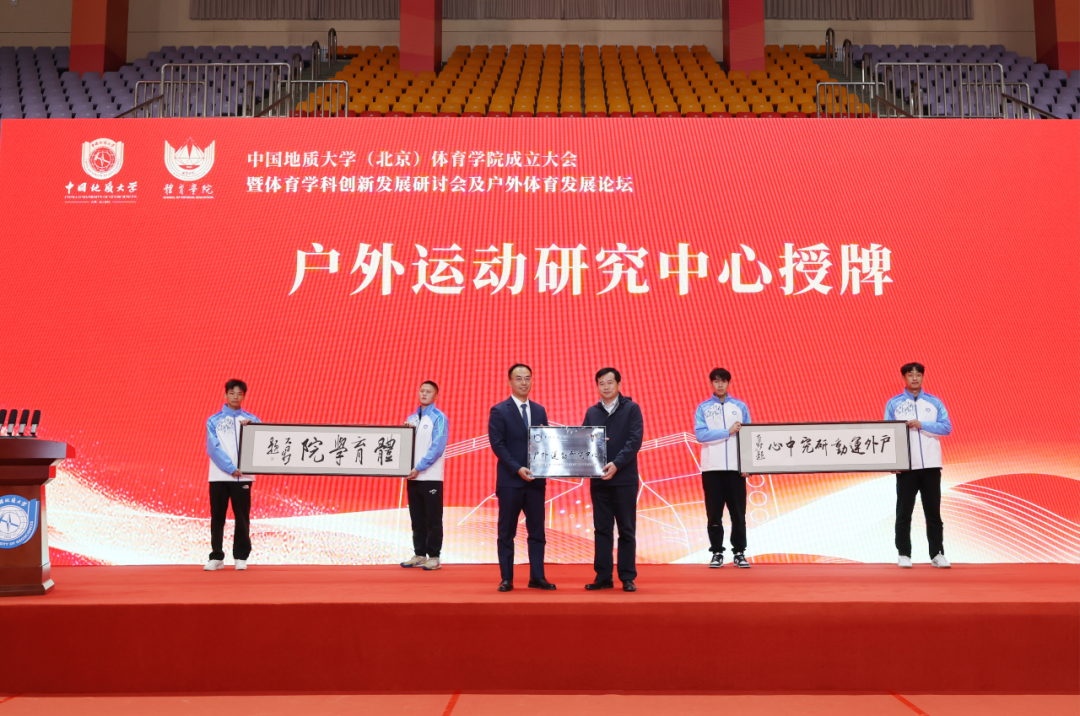 中国地质大学
體育学院
中国地质大学（北京）体育学院成立大会
暨体育学科创新发展研讨会及户外体育发展论坛
户外运动研究中心授牌
院學育體
心中究研動運外户